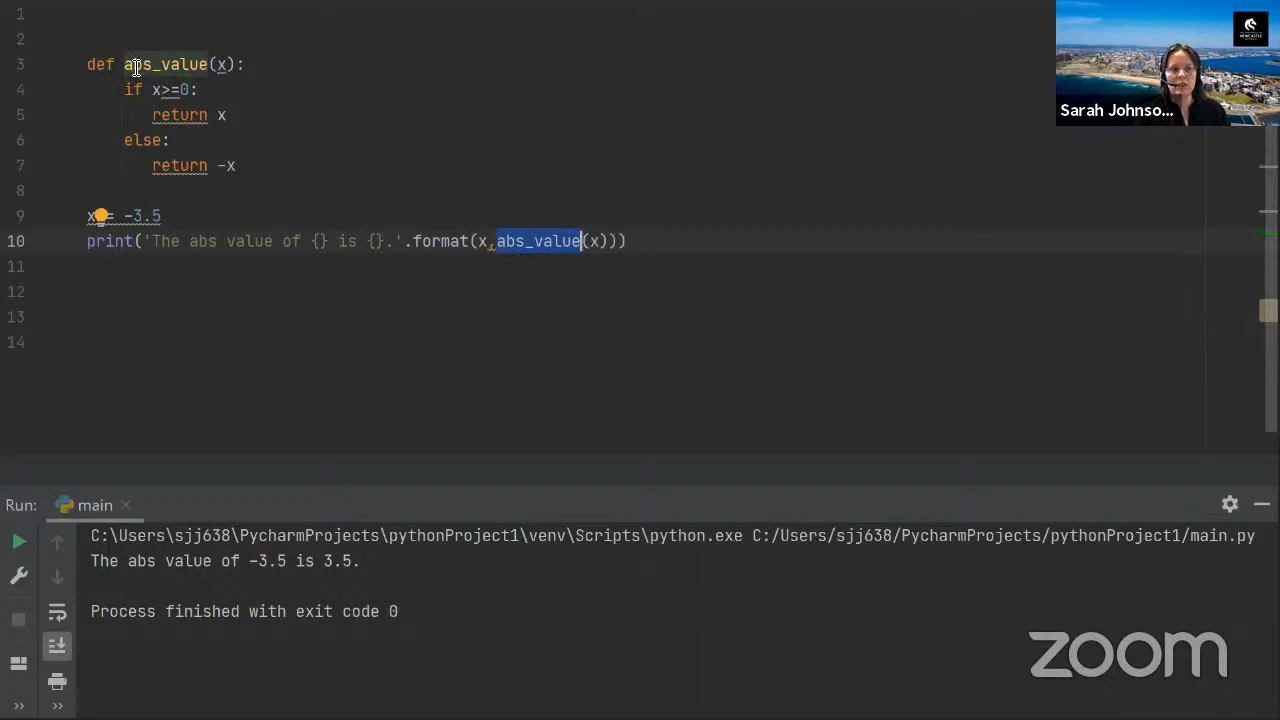 1
2
3 def abs_value(x):
4 if x>=0:
5 return x
6 else:
7 return -x
8
9 x = -3.5
10 print('The abs value of {} is {}.'.format(x,abs_value(x)))
11
12
13
14
Sarah Johnso...
NEWCASTLE
Run: main
C:\Users\sjj638\PycharmProjects\pythonProject1\venv\Scripts\python.exe C:/Users/sjj638/PycharmProjects/pythonProject1/main.py
The abs value of -3.5 is 3.5.
Process finished with exit code 0
>> >>
zoom